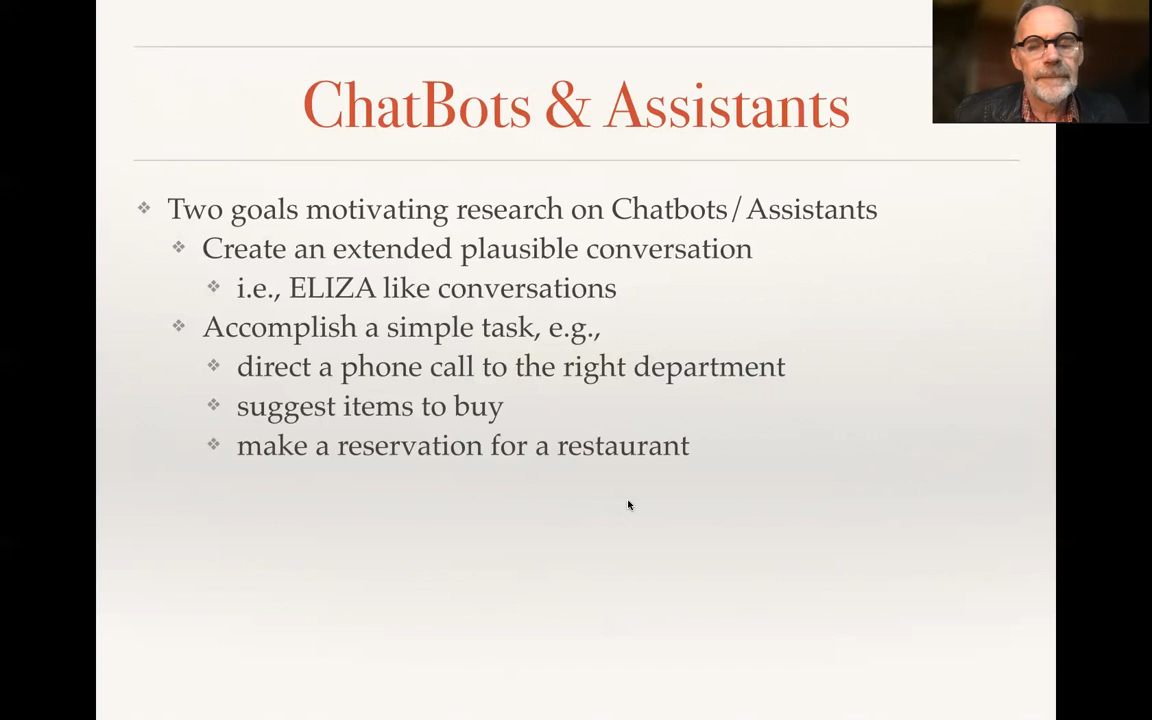 ChatBots & Assistants
Two goals motivating research on Chatbots/Assistants
Create an extended plausible conversation
i.e., ELIZA like conversations
Accomplish a simple task, e.g.,
direct a phone call to the right department
suggest items to buy
make a reservation for a restaurant